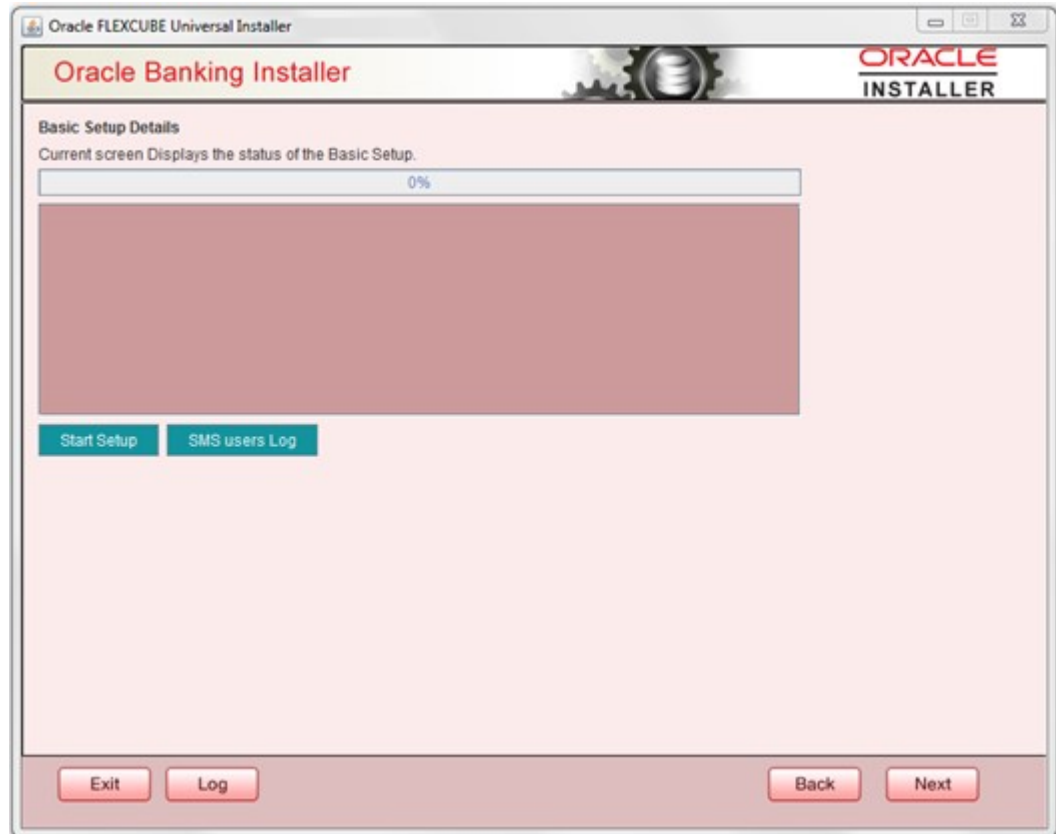 Oracle FLEXCUBE Universal Installer
Oracle Banking Installer
ORACLE
INSTALLER
Basic Setup Details
Current screen Displays the status of the Basic Setup.
0%
Start Setup SMS users Log
Exit Log Back Next